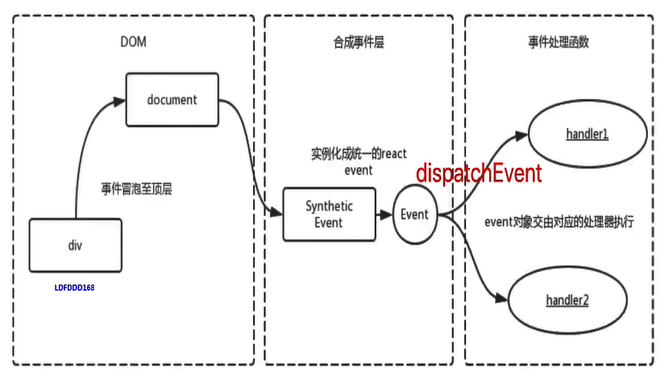 DOM
合成事件层
事件处理函数
document
handler1
实例化成统一的react
event
dispatchEvent
事件冒泡至顶层
Synthetic
Event
Event
event对象交由对应的处理器执行
div
LDFDDD168
handler2